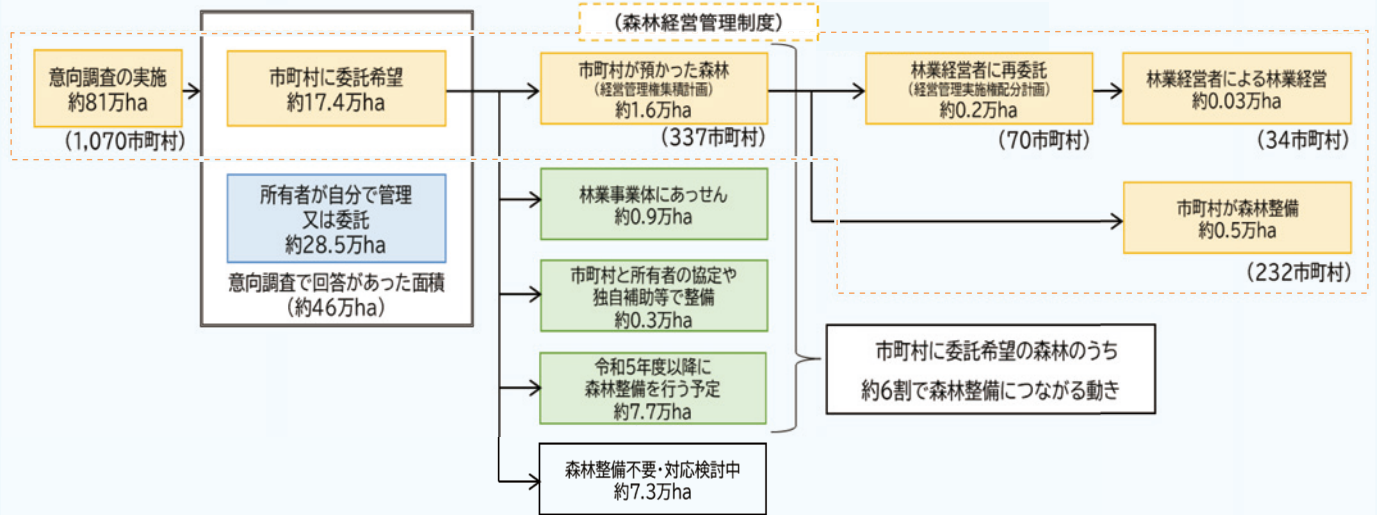 (森林経営管理制度)
意向調査の実施
約81万ha
(1,070市町村)
市町村に委託希望
約17.4万ha
所有者が自分で管理
又は委託
約28.5万ha
意向調査で回答があった面積
(約46万ha)
市町村が預かった森林
(経営管理権集積計画)
約1.6万ha
(337市町村)
林業事業体にあっせん
約0.9万ha
市町村と所有者の協定や
独自補助等で整備
約0.3万ha
令和5年度以降に
森林整備を行う予定
約7.7万ha
森林整備不要・対応検討中
約7.3万ha
林業経営者に再委託
(経営管理実施権配分計画)
約0.2万ha
(70市町村)
林業経営者による林業経営
約0.03万ha
(34市町村)
市町村が森林整備
約0.5万ha
(232市町村)
市町村に委託希望の森林のうち
約6割で森林整備につながる動き